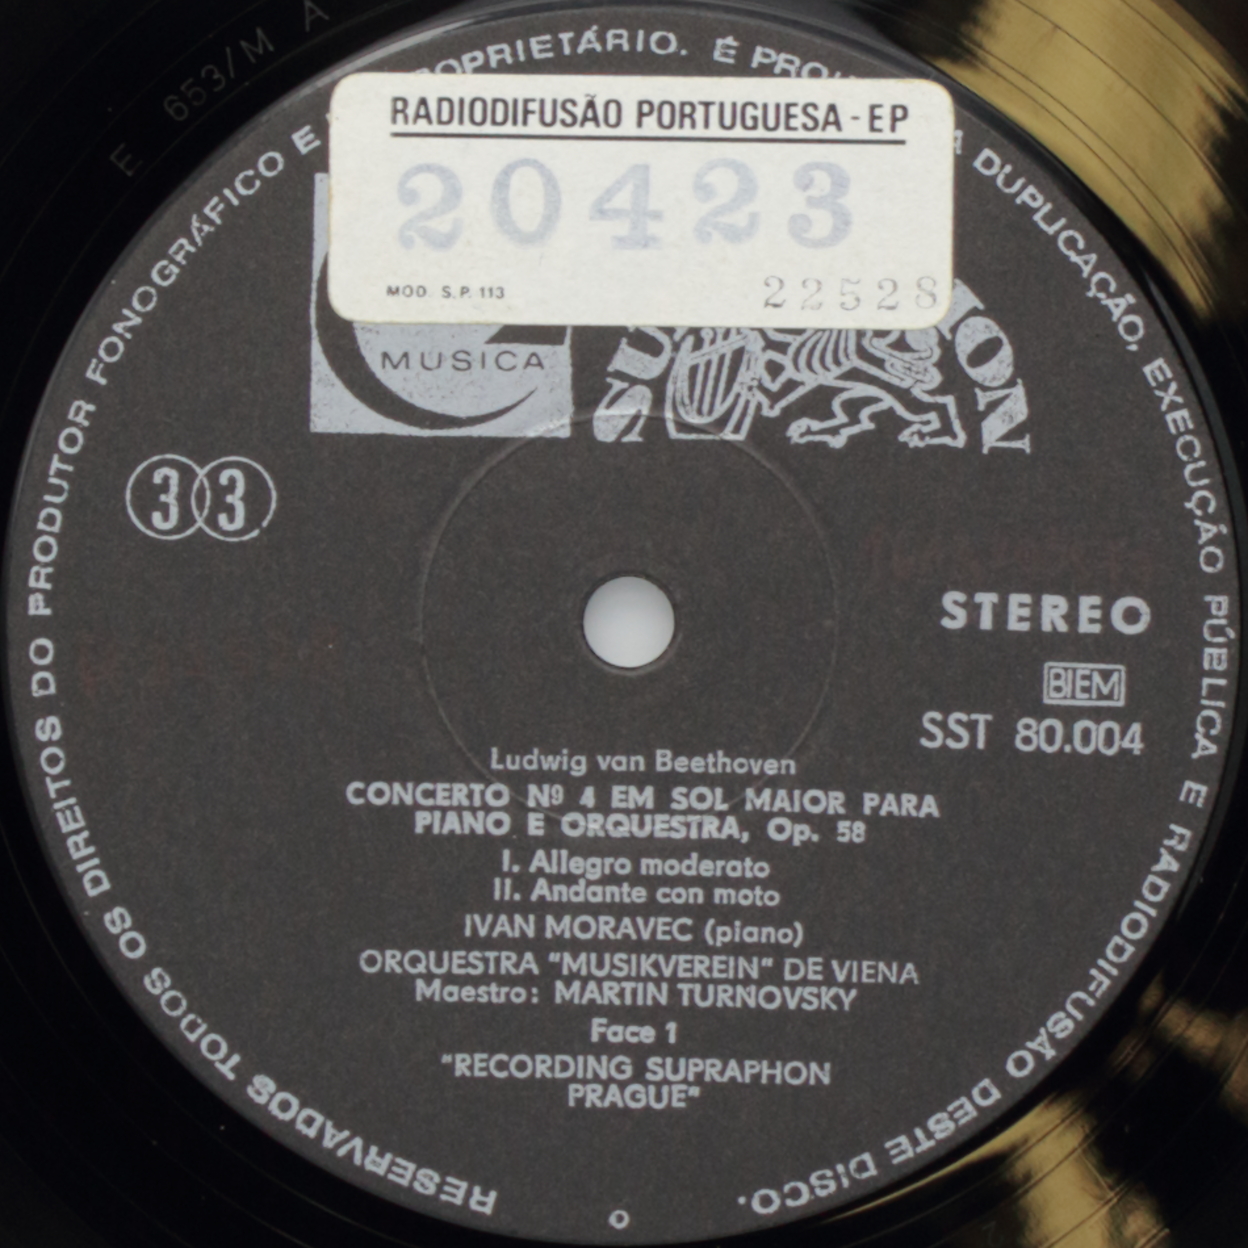 RESERVADOS TODOS OS DIREITOS DO PRODUTOR FONOGRÁFICO E PROPRIETÁRIO. É DUPLICAÇÃO, EXECUÇÃO PÚBLICA E RADIODIFUSÃO DESTE DISCO.
E 653/M A
RADIODIFUSÃO PORTUGUESA - EP
20423
MOD. S.P. 113
22528
MUSICA
33
STEREO
BIEM
SST 80.004
Ludwig van Beethoven
CONCERTO Nº 4 EM SOL MAIOR PARA
PIANO E ORQUESTRA, Op. 58
I. Allegro moderato
II. Andante con moto
IVAN MORAVEC (piano)
ORQUESTRA "MUSIKVEREIN" DE VIENA
Maestro: MARTIN TURNOVSKY
Face 1
"RECORDING SUPRAPHON
PRAGUE"